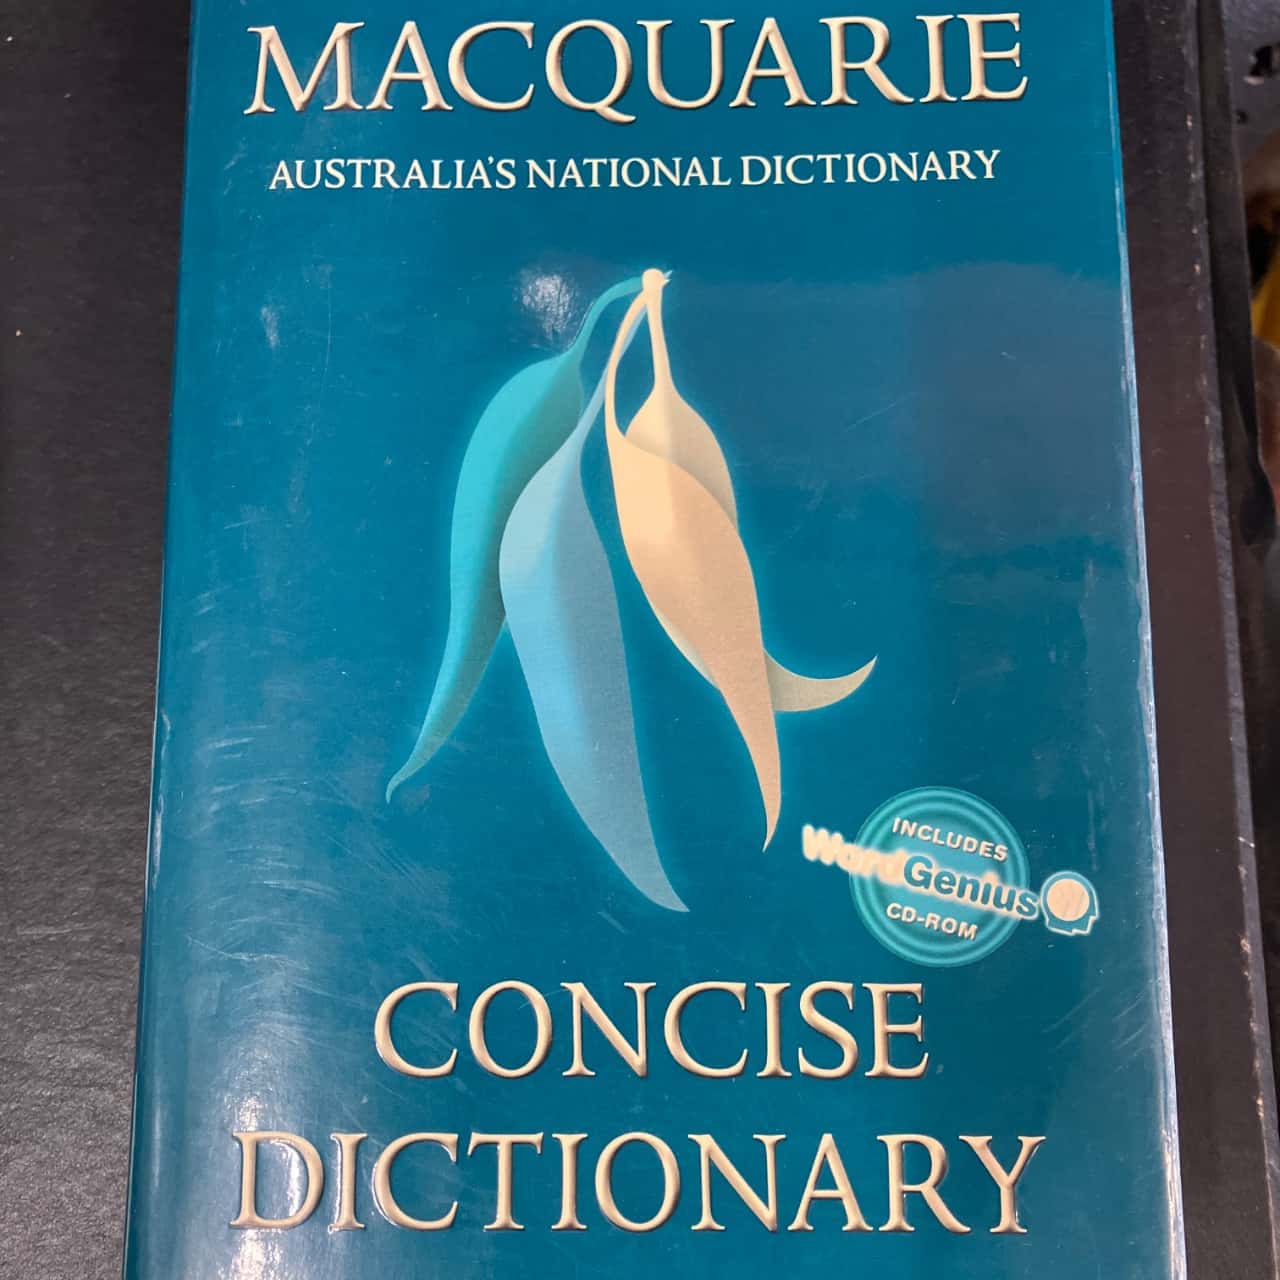 MACQUARIE
AUSTRALIA'S NATIONAL DICTIONARY
INCLUDES
WordGenius
CD-ROM
CONCISE
DICTIONARY